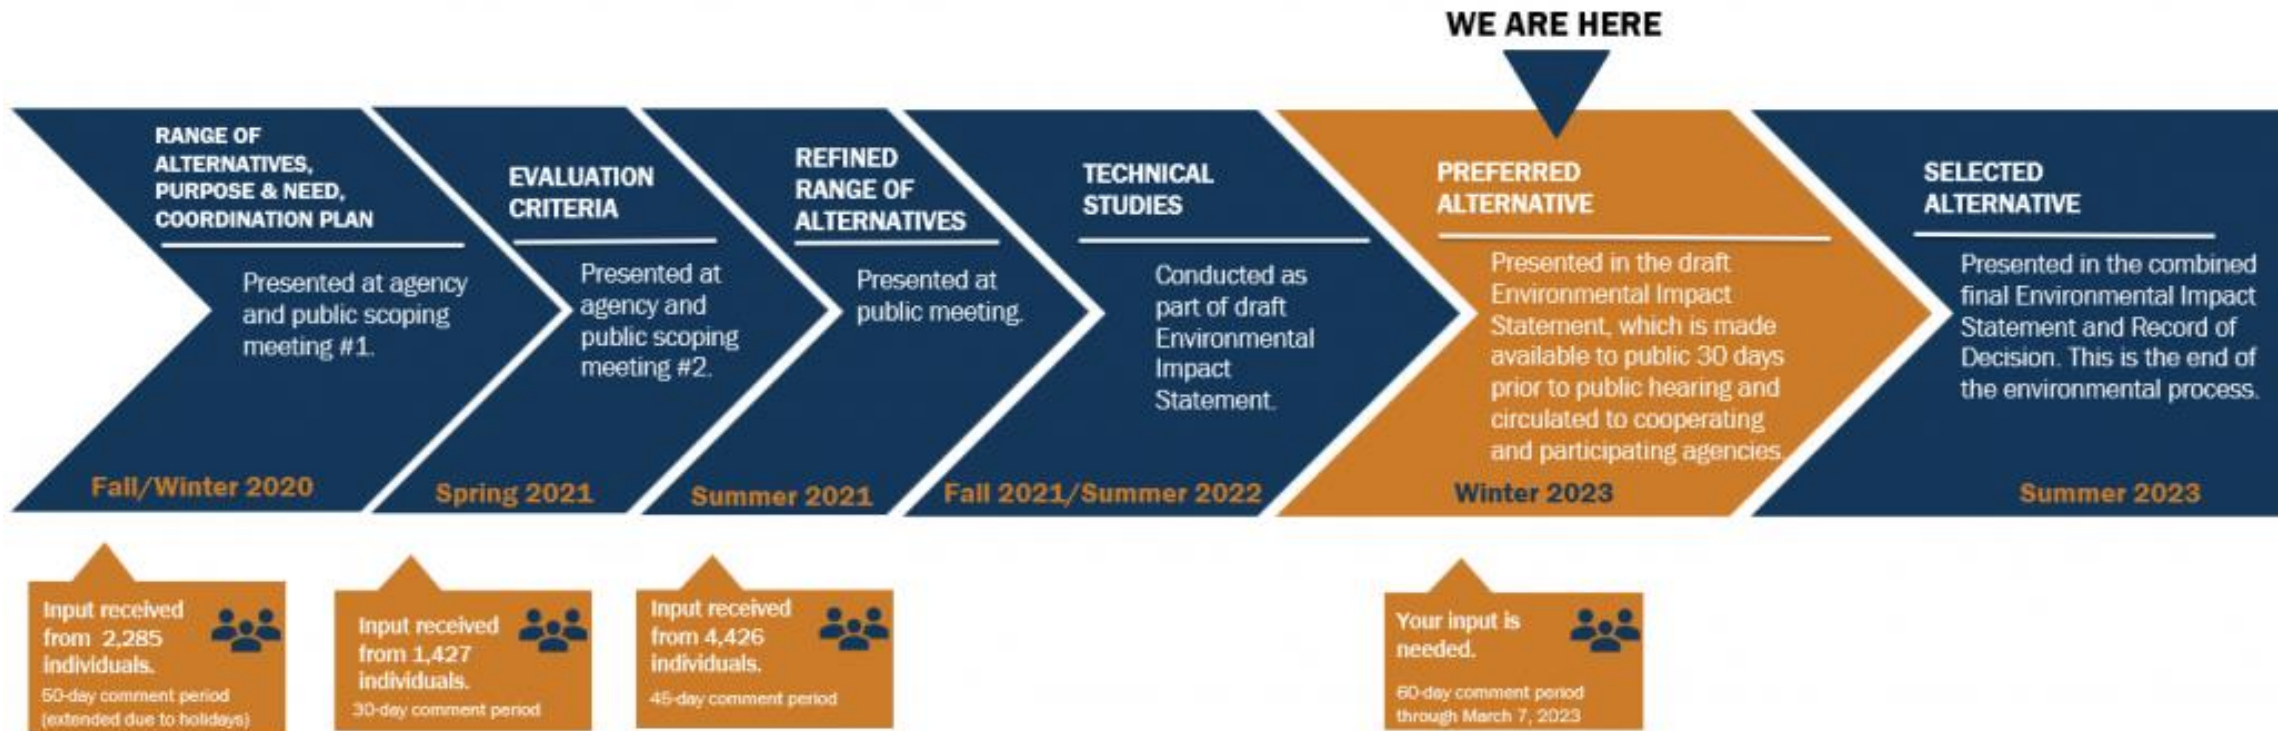 WE ARE HERE
RANGE OF
ALTERNATIVES,
PURPOSE & NEED,
COORDINATION PLAN
Presented at agency
and public scoping
meeting #1.
Fall/Winter 2020
EVALUATION
CRITERIA
Presented at
agency and
public scoping
meeting #2.
Spring 2021
REFINED
RANGE OF
ALTERNATIVES
Presented at
public meeting.
Summer 2021
TECHNICAL
STUDIES
Conducted as
part of draft
Environmental
Impact
Statement.
Fall 2021/Summer 2022
PREFERRED
ALTERNATIVE
Presented in the draft
Environmental Impact
Statement, which is made
available to public 30 days
prior to public hearing and
circulated to cooperating
and participating agencies.
Winter 2023
SELECTED
ALTERNATIVE
Presented in the combined
final Environmental Impact
Statement and Record of
Decision. This is the end of
the environmental process.
Summer 2023
Input received
from 2,285
individuals.
50-day comment period
(extended due to holidays)
Input received
from 1,427
individuals.
30-day comment period
Input received
from 4,426
individuals.
45-day comment period
Your input is
needed.
60-day comment period
through March 7, 2023